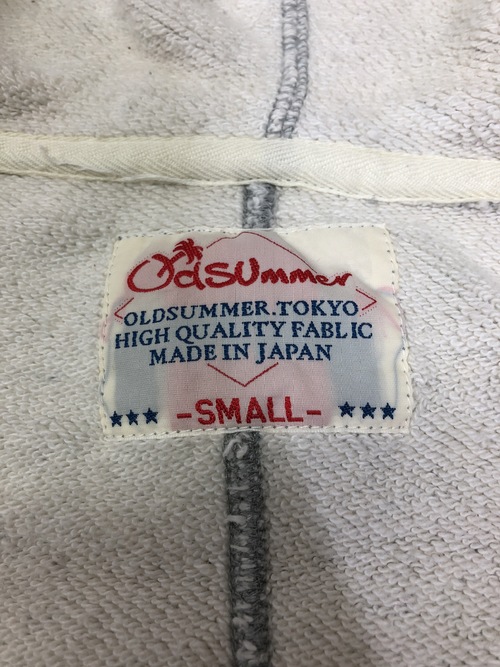 OldSummer
OLDSUMMER.TOKYO
HIGH QUALITY FABLIC
MADE IN JAPAN
-SMALL-